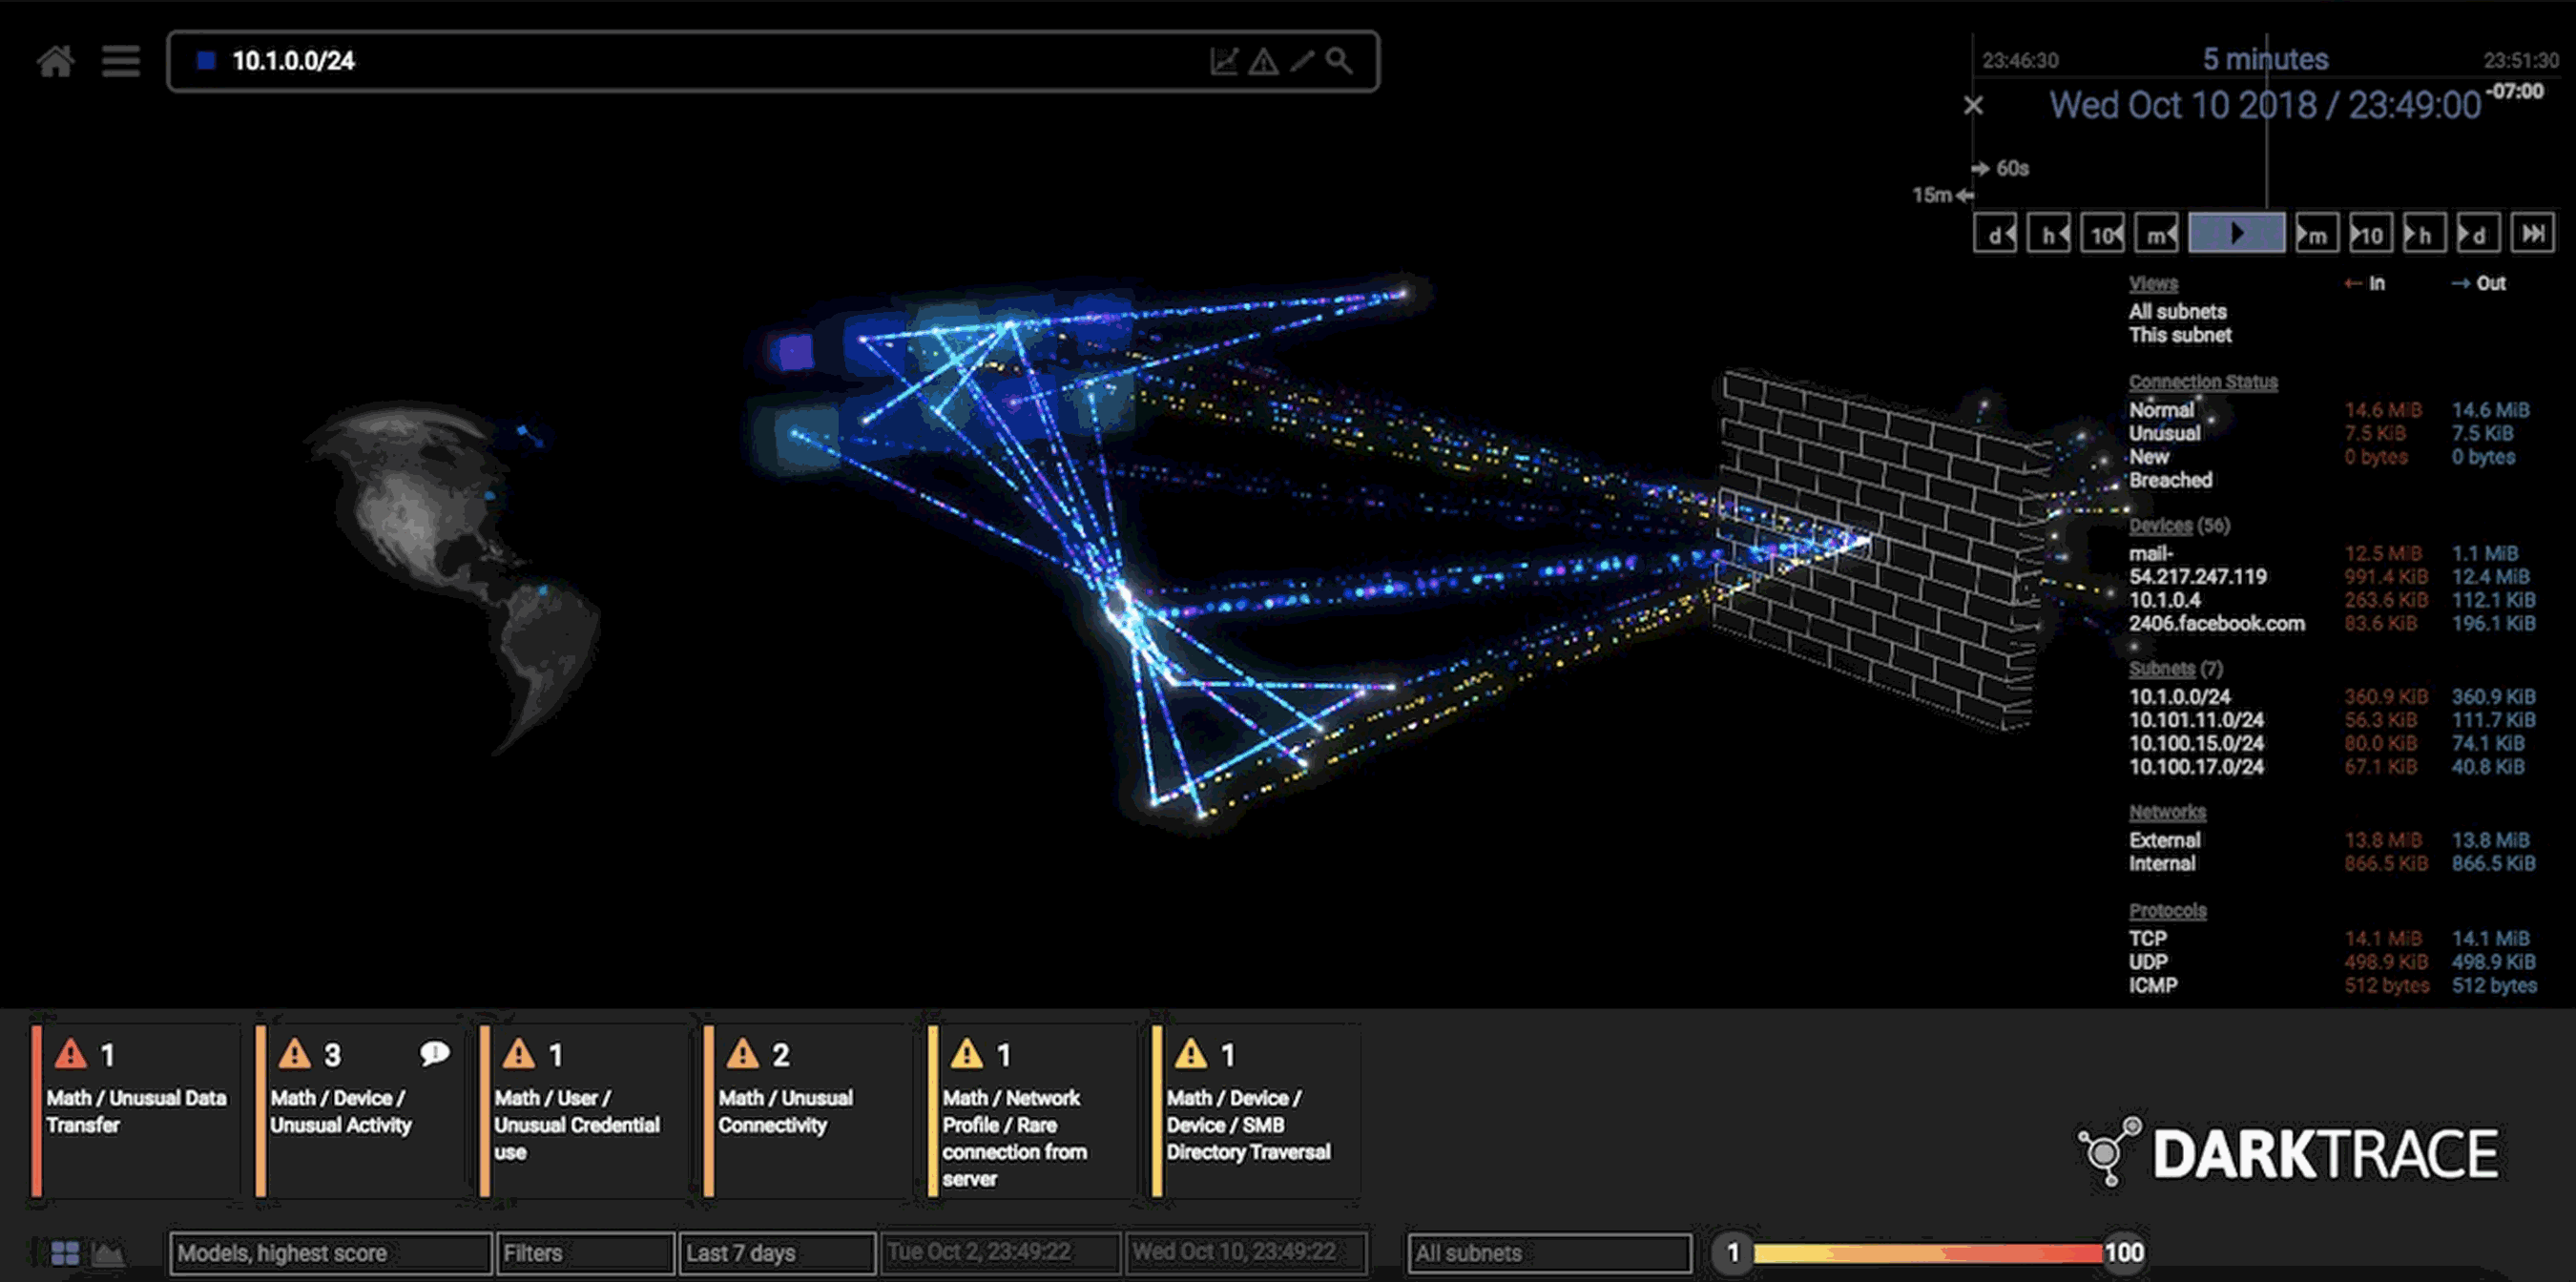 10.1.0.0/24
23:46:30 5 minutes 23:51:30
-07:00
Wed Oct 10 2018 / 23:49:00
60s
15m
d h 10 m m 10 h d
Views In Out
All subnets
This subnet
Connection Status
Normal 14.6 MiB 14.6 MiB
Unusual 7.5 KiB 7.5 KiB
New 0 bytes 0 bytes
Breached
Devices (56)
mail- 12.5 MiB 1.1 MiB
54.217.247.119 991.4 KiB 12.4 MiB
10.1.0.4 263.6 KiB 112.1 KiB
2406.facebook.com 83.6 KiB 196.1 KiB
Subnets (7)
10.1.0.0/24 360.9 KiB 360.9 KiB
10.101.11.0/24 56.3 KiB 111.7 KiB
10.100.15.0/24 80.0 KiB 74.1 KiB
10.100.17.0/24 67.1 KiB 40.8 KiB
Networks
External 13.8 MiB 13.8 MiB
Internal 866.5 KiB 866.5 KiB
Protocols
TCP 14.1 MiB 14.1 MiB
UDP 498.9 KiB 498.9 KiB
ICMP 512 bytes 512 bytes
1
Math / Unusual Data
Transfer
3
Math / Device /
Unusual Activity
1
Math / User /
Unusual Credential
use
2
Math / Unusual
Connectivity
1
Math / Network
Profile / Rare
connection from
server
1
Math / Device /
Device / SMB
Directory Traversal
DARKTRACE
Models, highest score Filters Last 7 days Tue Oct 2, 23:49:22 Wed Oct 10, 23:49:22 All subnets 1 100